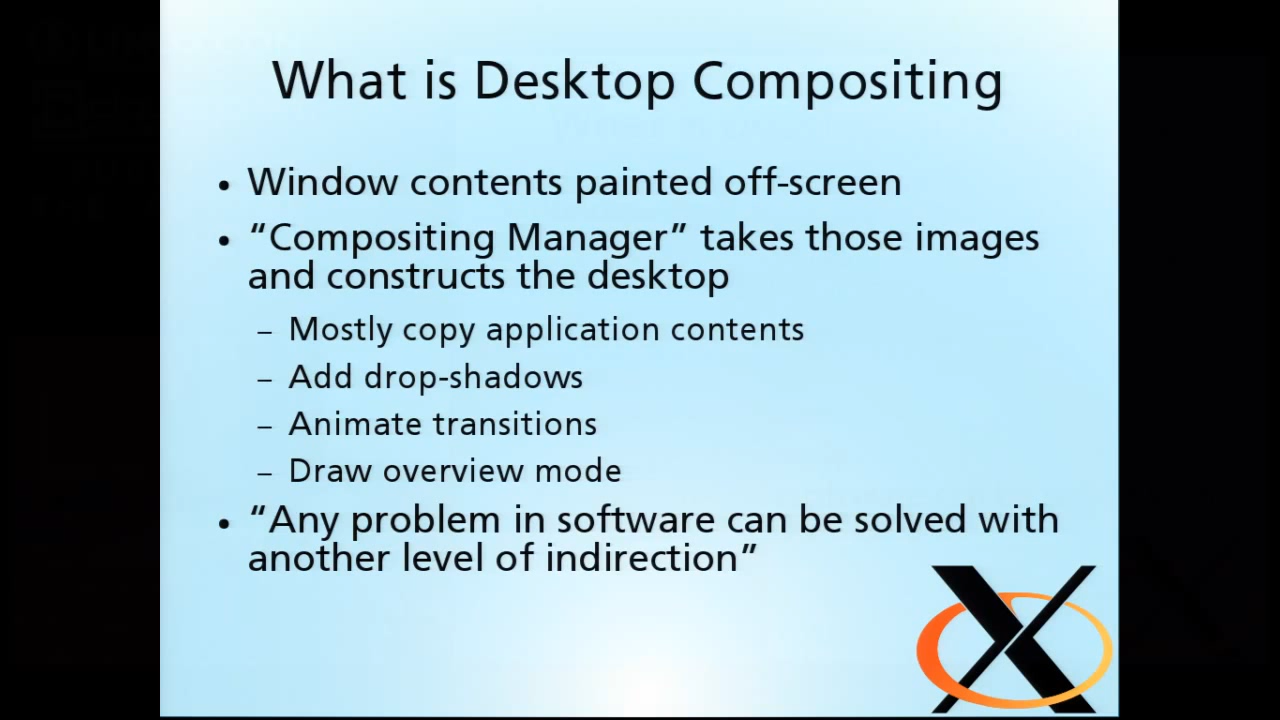 What is Desktop Compositing
• Window contents painted off-screen
• “Compositing Manager” takes those images
and constructs the desktop
– Mostly copy application contents
– Add drop-shadows
– Animate transitions
– Draw overview mode
• “Any problem in software can be solved with
another level of indirection”
X